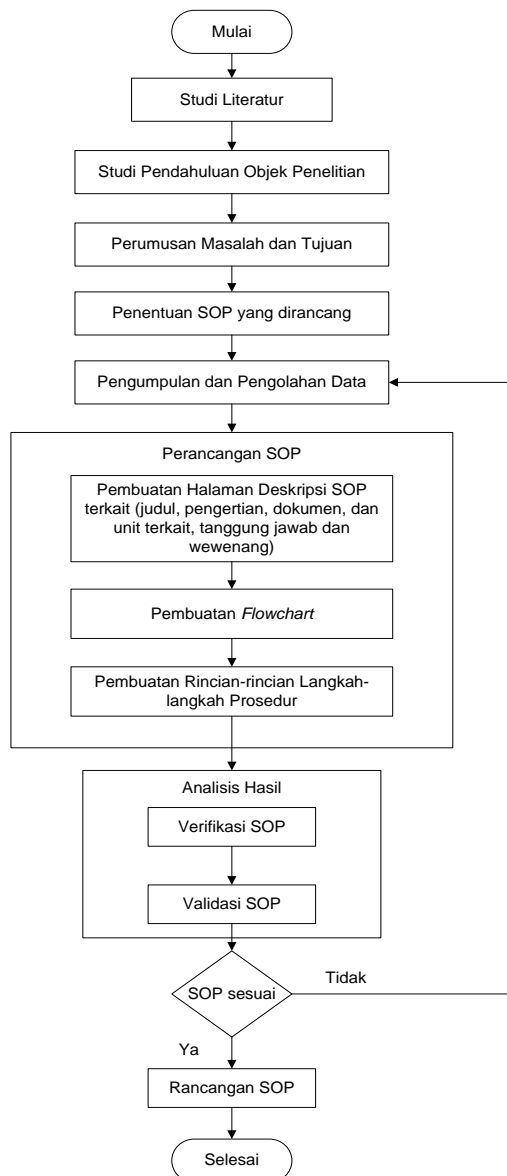 Mulai
Studi Literatur
Studi Pendahuluan Objek Penelitian
Perumusan Masalah dan Tujuan
Penentuan SOP yang dirancang
Pengumpulan dan Pengolahan Data
Perancangan SOP
Pembuatan Halaman Deskripsi SOP
terkait (judul, pengertian, dokumen, dan
unit terkait, tanggung jawab dan
wewenang)
Pembuatan Flowchart
Pembuatan Rincian-rincian Langkah-
langkah Prosedur
Analisis Hasil
Verifikasi SOP
Validasi SOP
SOP sesuai
Tidak
Ya
Rancangan SOP
Selesai